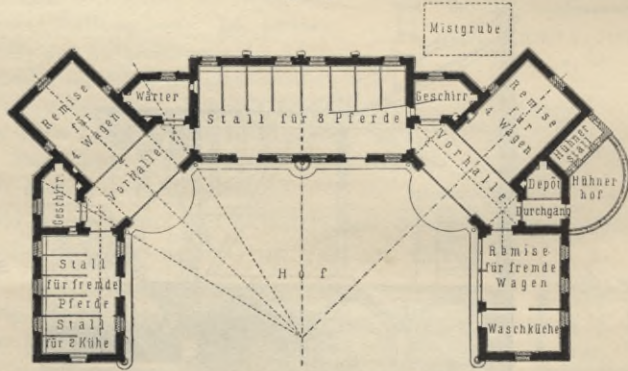 Mistgrube
Wärter
Geschirr
Remise
für
4 Wagen
Stall für 8 Pferde
Remise
für
4 Wagen
Vorhalle
Vorhalle
Hühner
stall
Hühner
hof
Depot
Durchgang
Geschirr
Stall
für fremde
Pferde
Stall
für 2 Kühe
Hof
Remise
für fremde
Wagen
Waschküche